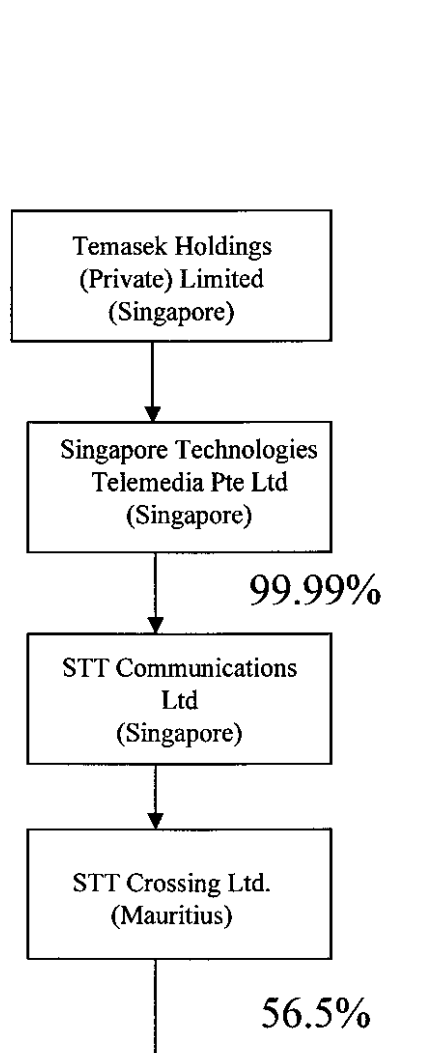 Temasek Holdings
(Private) Limited
(Singapore)
Singapore Technologies
Telemedia Pte Ltd
(Singapore)
99.99%
STT Communications
Ltd
(Singapore)
STT Crossing Ltd.
(Mauritius)
56.5%